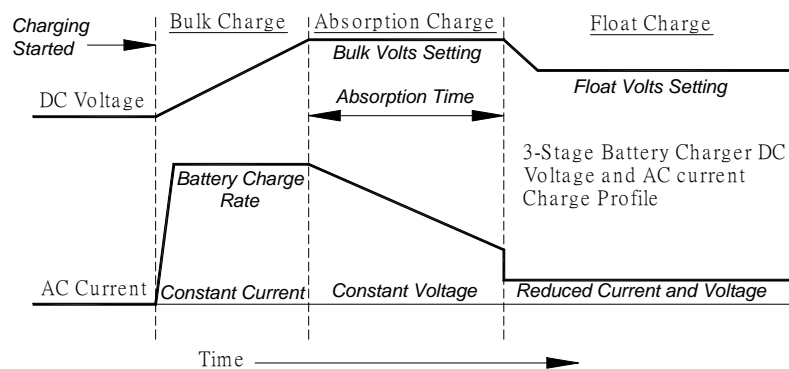 Charging
Started
Bulk Charge
Absorption Charge
Float Charge
Bulk Volts Setting
DC Voltage
Absorption Time
Float Volts Setting
3-Stage Battery Charger DC
Voltage and AC current
Charge Profile
Battery Charge
Rate
AC Current
Constant Current
Constant Voltage
Reduced Current and Voltage
Time